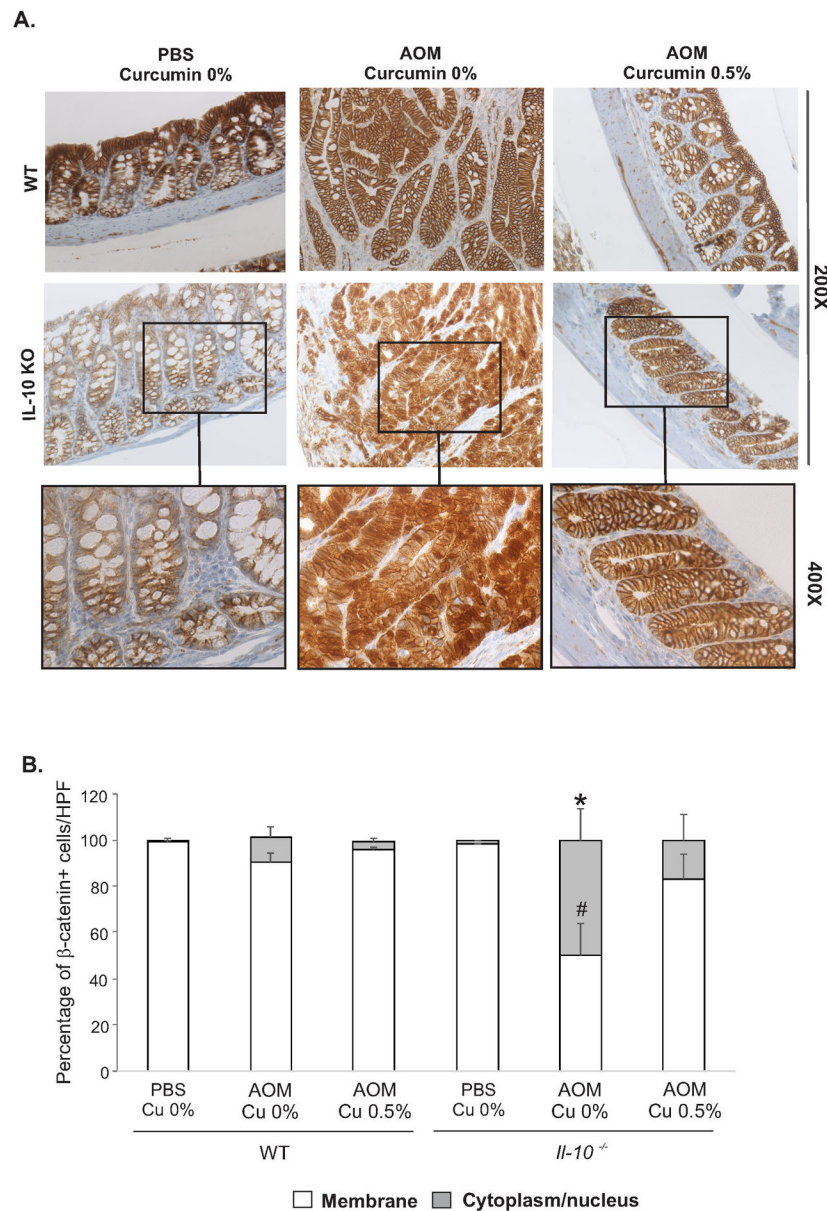 A.
PBS
Curcumin 0%
AOM
Curcumin 0%
AOM
Curcumin 0.5%
WT
IL-10 KO
200X
400X
B.
Percentage of β-catenin+ cells/HPF
120
100
80
60
40
20
0
*
#
PBS
Cu 0%
AOM
Cu 0%
AOM
Cu 0.5%
PBS
Cu 0%
AOM
Cu 0%
AOM
Cu 0.5%
WT
Il-10 -/-
Membrane
Cytoplasm/nucleus